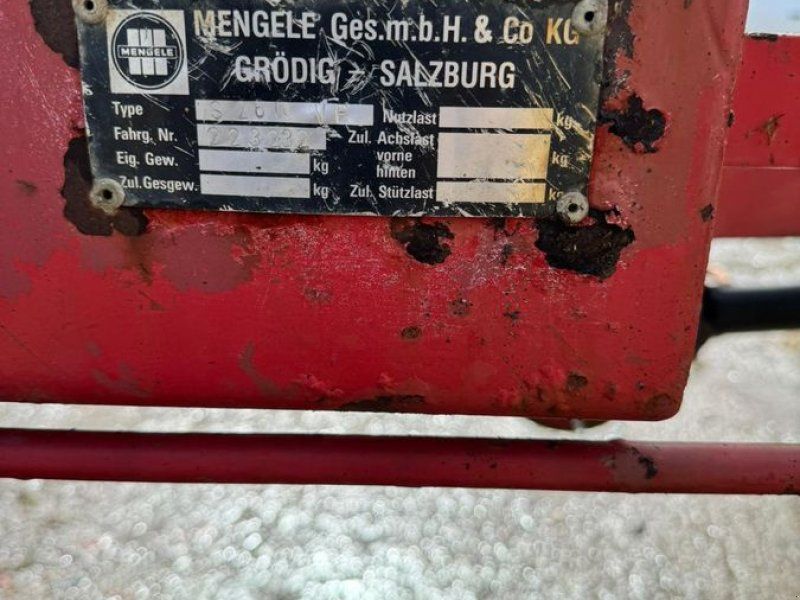 MENGELE
MENGELE Ges.m.b.H. & Co KG
GRÖDIG - SALZBURG
Type Nutzlast kg
Fahrg. Nr. Zul. Achslast
Eig. Gew. kg vorne kg
hinten
Zul. Gesgew. kg Zul. Stützlast kg